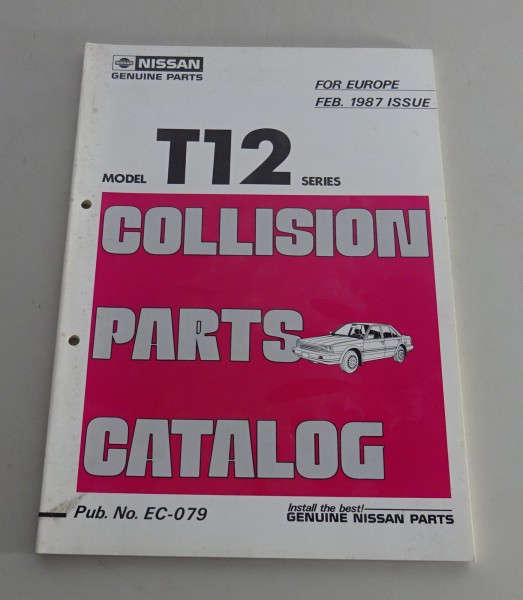 NISSAN
GENUINE PARTS
FOR EUROPE
FEB. 1987 ISSUE
MODEL T12 SERIES
COLLISION
PARTS
CATALOG
Pub. No. EC-079
Install the best!
GENUINE NISSAN PARTS